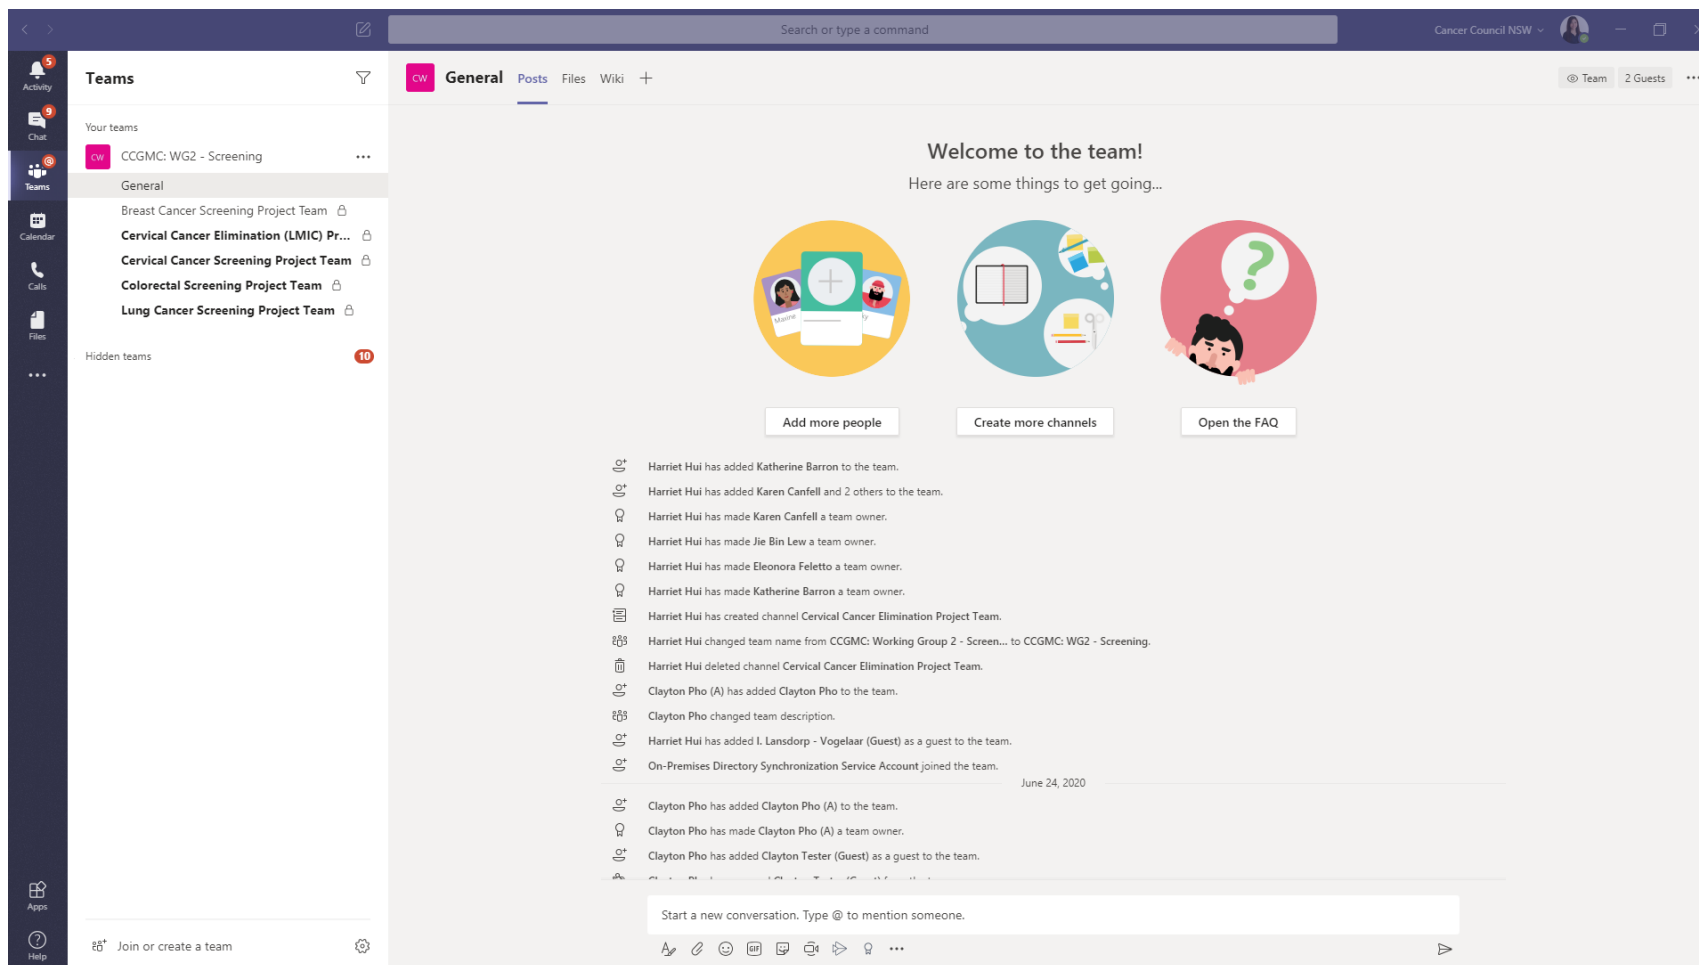 Search or type a command
Cancer Council NSW
5
Activity
9
Chat
@
Teams
Calendar
Calls
Files
Apps
Help
Teams
Your teams
CW CCGMC: WG2 - Screening
General
Breast Cancer Screening Project Team
Cervical Cancer Elimination (LMIC) Pr...
Cervical Cancer Screening Project Team
Colorectal Screening Project Team
Lung Cancer Screening Project Team
Hidden teams 10
Join or create a team
CW General Posts Files Wiki
Team 2 Guests
Welcome to the team!
Here are some things to get going...
Maxine
Add more people
Create more channels
Open the FAQ
Harriet Hui has added Katherine Barron to the team.
Harriet Hui has added Karen Canfell and 2 others to the team.
Harriet Hui has made Karen Canfell a team owner.
Harriet Hui has made Jie Bin Lew a team owner.
Harriet Hui has made Eleonora Feletto a team owner.
Harriet Hui has made Katherine Barron a team owner.
Harriet Hui has created channel Cervical Cancer Elimination Project Team.
Harriet Hui changed team name from CCGMC: Working Group 2 - Screen... to CCGMC: WG2 - Screening.
Harriet Hui deleted channel Cervical Cancer Elimination Project Team.
Clayton Pho (A) has added Clayton Pho to the team.
Clayton Pho changed team description.
Harriet Hui has added I. Lansdorp - Vogelaar (Guest) as a guest to the team.
On-Premises Directory Synchronization Service Account joined the team.
June 24, 2020
Clayton Pho has added Clayton Pho (A) to the team.
Clayton Pho has made Clayton Pho (A) a team owner.
Clayton Pho has added Clayton Tester (Guest) as a guest to the team.
Start a new conversation. Type @ to mention someone.
GIF